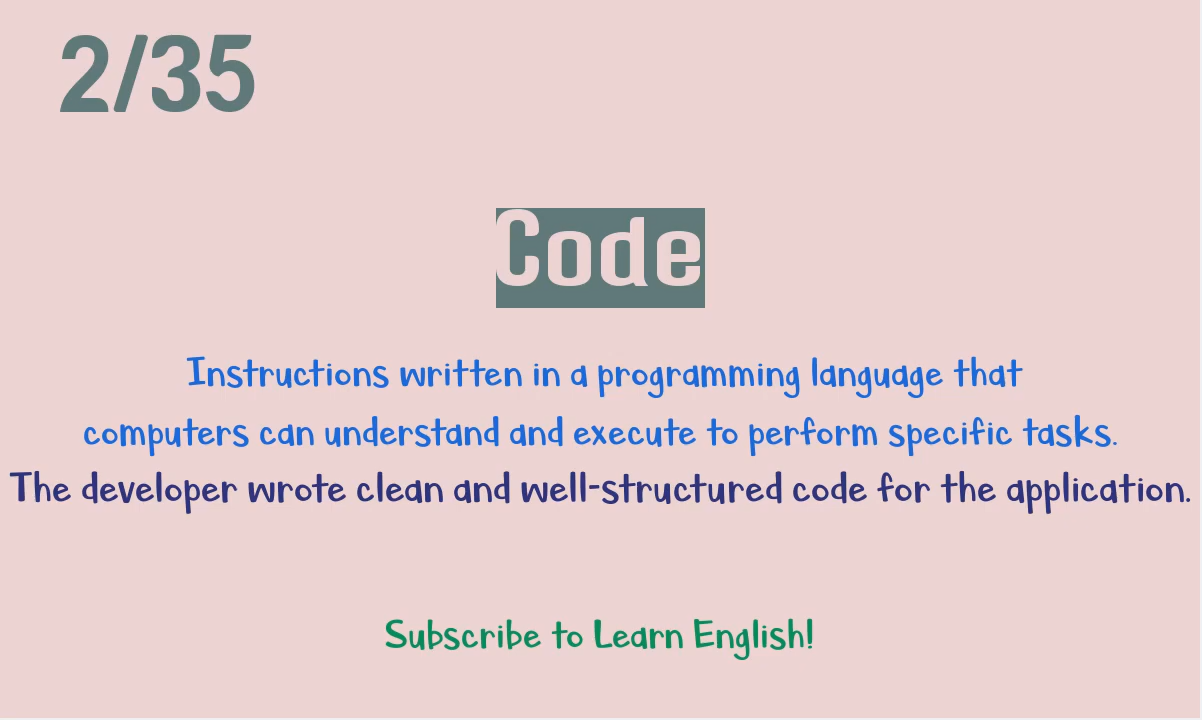 2/35
Code
Instructions written in a programming language that
computers can understand and execute to perform specific tasks.
The developer wrote clean and well-structured code for the application.
Subscribe to Learn English!